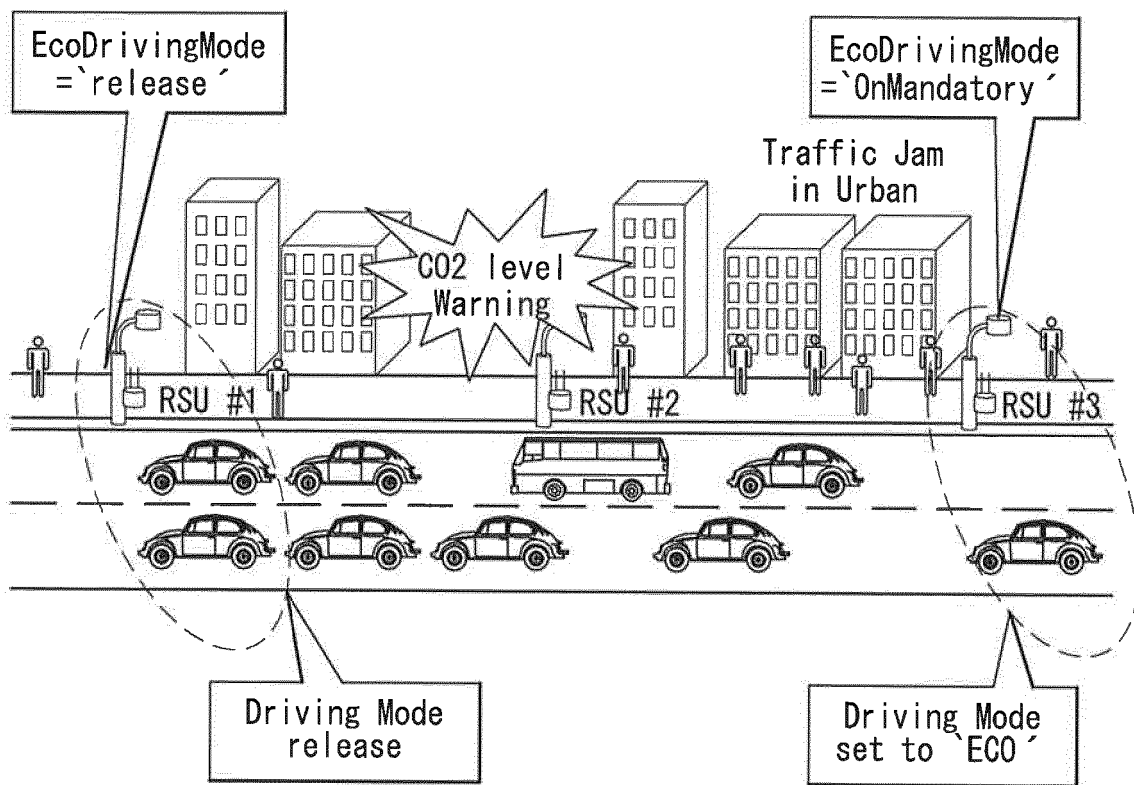 EcoDrivingMode
=`release´
EcoDrivingMode
=`OnMandatory´
Traffic Jam
in Urban
CO2 level
Warning
RSU #1
RSU #2
RSU #3
Driving Mode
release
Driving Mode
set to `ECO´